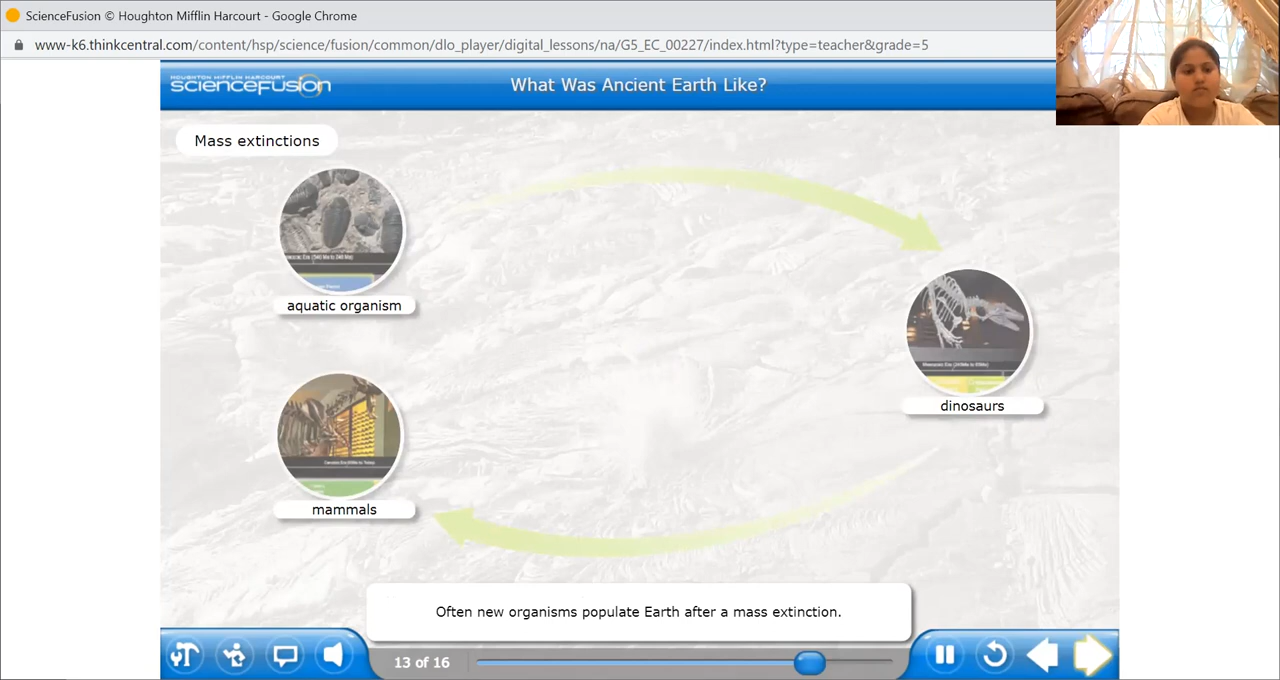 ScienceFusion © Houghton Mifflin Harcourt - Google Chrome
www-k6.thinkcentral.com/content/hsp/science/fusion/common/dlo_player/digital_lessons/na/G5_EC_00227/index.html?type=teacher&grade=5
HOUGHTON MIFFLIN HARCOURT
scienceFusion
What Was Ancient Earth Like?
Mass extinctions
aquatic organism
dinosaurs
mammals
Often new organisms populate Earth after a mass extinction.
13 of 16